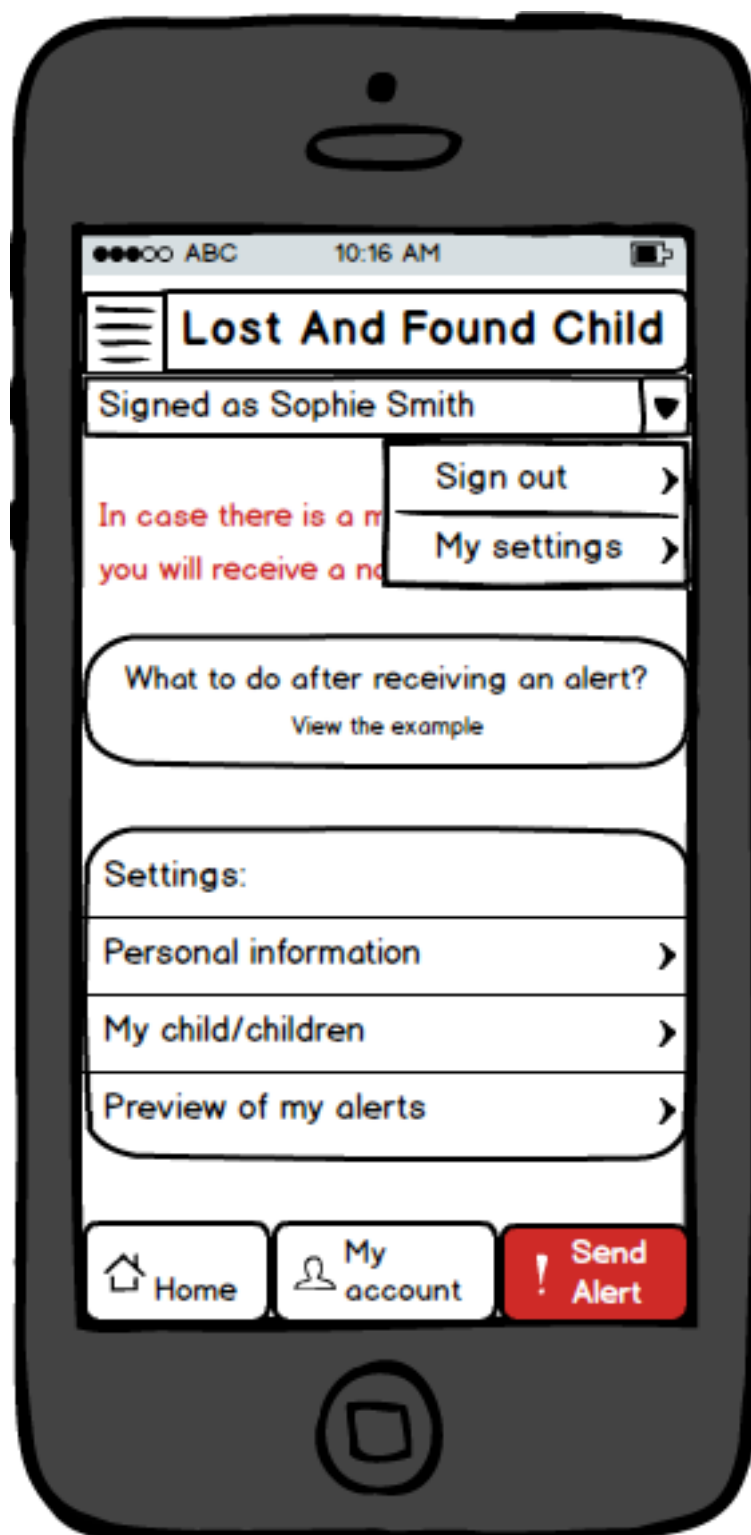 ABC 10:16 AM
Lost And Found Child
Signed as Sophie Smith
Sign out
My settings
In case there is a
you will receive a
What to do after receiving an alert?
View the example
Settings:
Personal information
My child/children
Preview of my alerts
Home
My
account
! Send
Alert